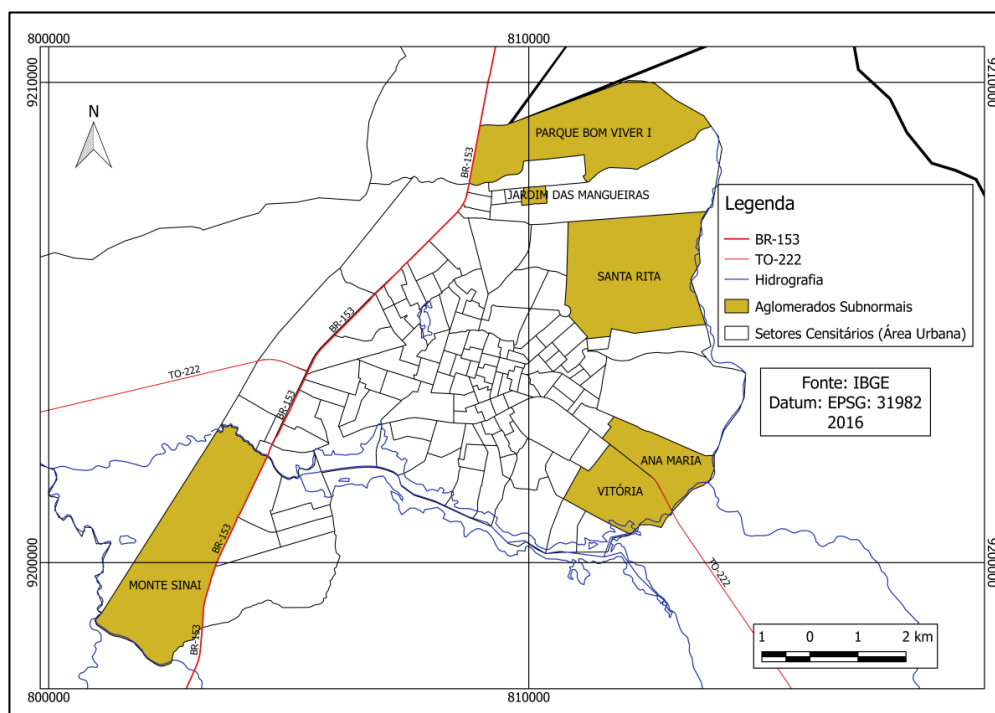 800000
810000
9210000
9210000
N
PARQUE BOM VIVER I
BR-153
JARDIM DAS MANGUEIRAS
Legenda
BR-153
TO-222
Hidrografia
Aglomerados Subnormais
Setores Censitários (Área Urbana)
SANTA RITA
BR-153
TO-222
BR-153
Fonte: IBGE
Datum: EPSG: 31982
2016
ANA MARIA
VITÓRIA
BR-153
9200000
9200000
MONTE SINAI
TO-222
BR-153
1 0 1 2 km
800000
810000